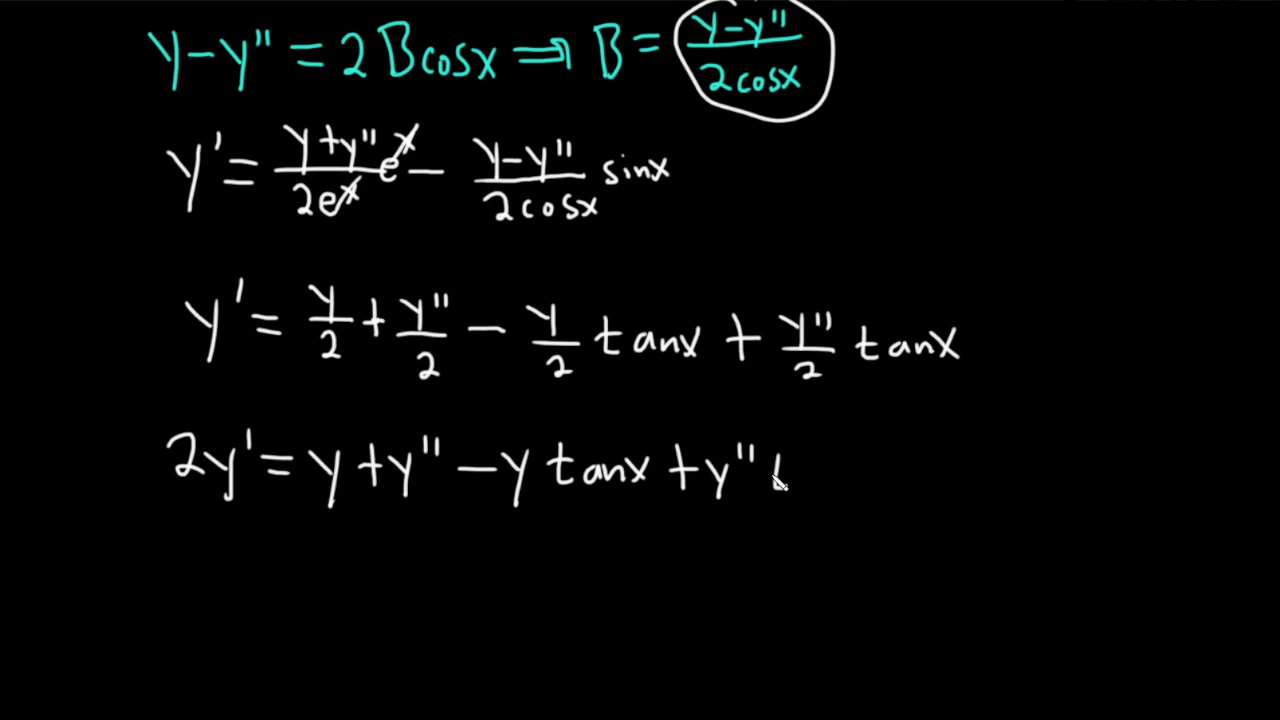 y-y" = 2Bcosx ⇒ B = (y-y")/(2cosx)
y' = (y+y")/(2eˣ) eˣ - (y-y")/(2cosx) sinx
y' = y/2 + y"/2 - y/2 tanx + y"/2 tanx
2y' = y + y" - y tanx + y"